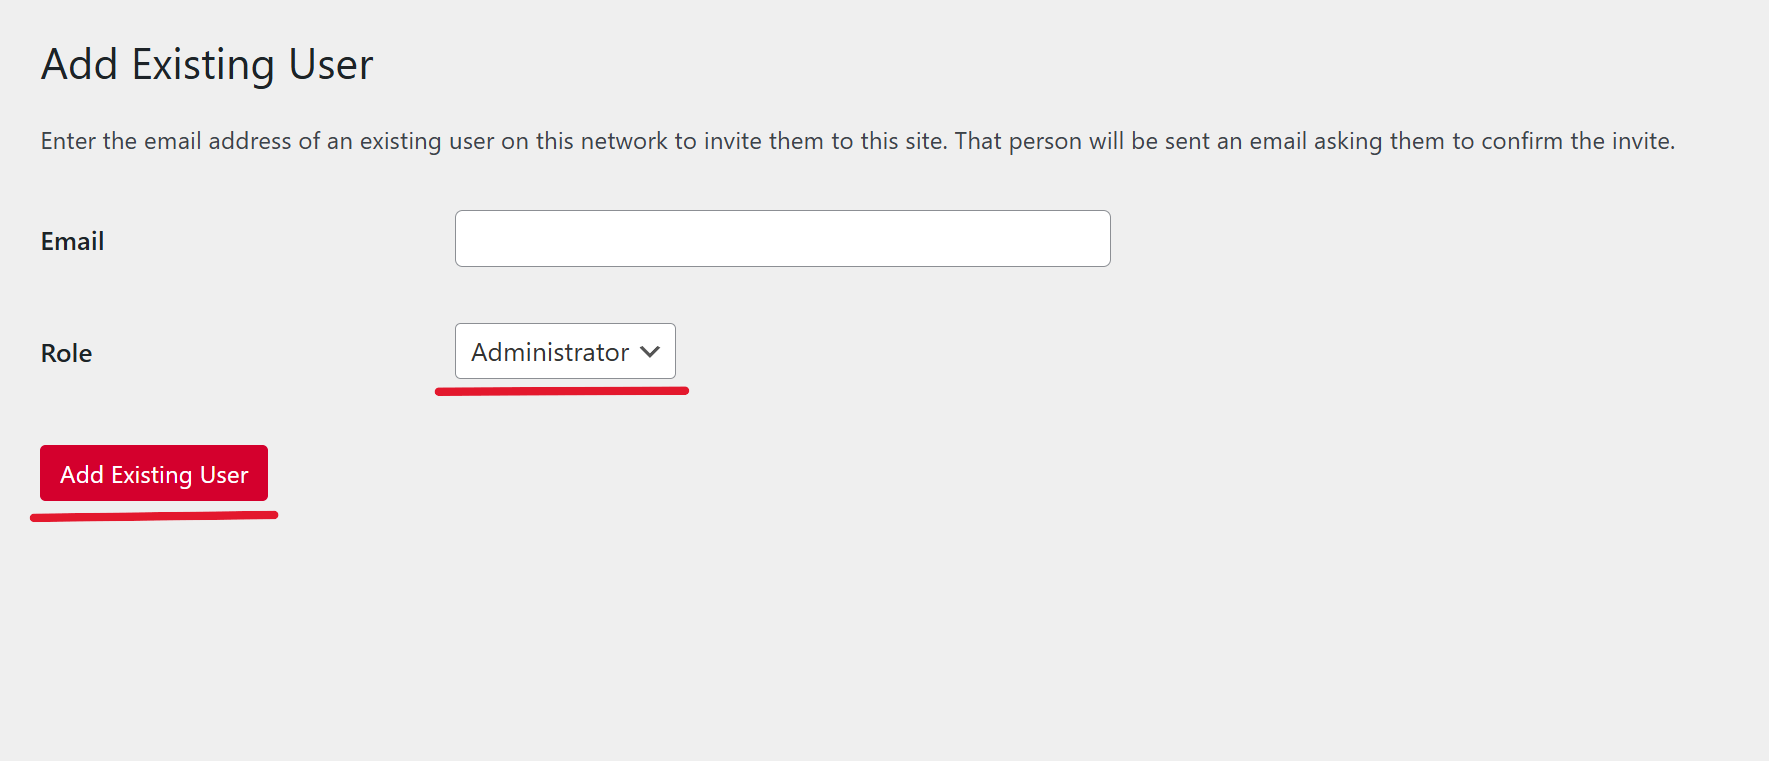 Add Existing User
Enter the email address of an existing user on this network to invite them to this site. That person will be sent an email asking them to confirm the invite.
Email
Role
Administrator
Add Existing User